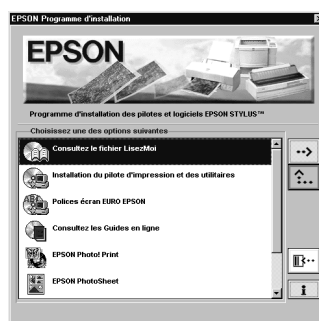 EPSON Programme d'installation
EPSON
Programme d'installation des pilotes et logiciels EPSON STYLUS™
Choisissez une des options suivantes
Consultez le fichier LisezMoi
Installation du pilote d'impression et des utilitaires
Polices écran EURO EPSON
Consultez les Guides en ligne
EPSON Photo! Print
EPSON PhotoSheet